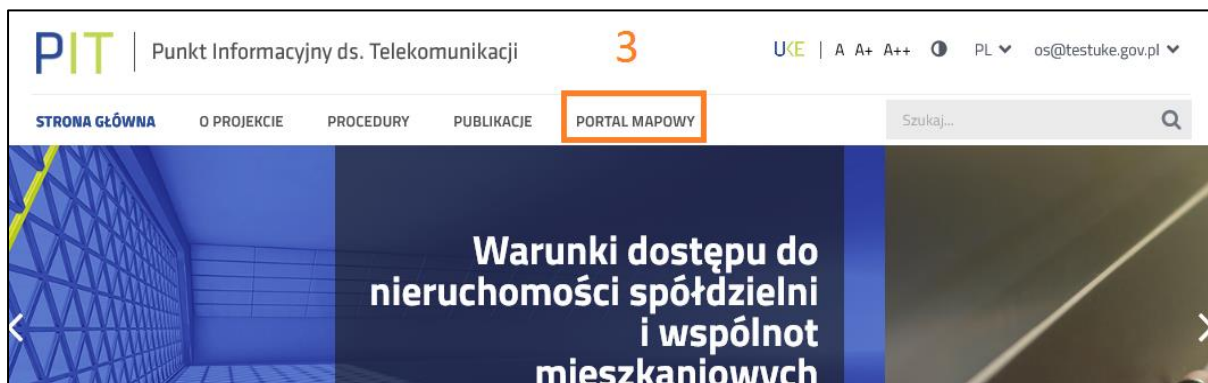 PIT | Punkt Informacyjny ds. Telekomunikacji
3
UKE | A A+ A++ PL os@testuke.gov.pl
STRONA GŁÓWNA O PROJEKCIE PROCEDURY PUBLIKACJE PORTAL MAPOWY Szukaj...
Warunki dostępu do
nieruchomości spółdzielni
i wspólnot
mieszkaniowych